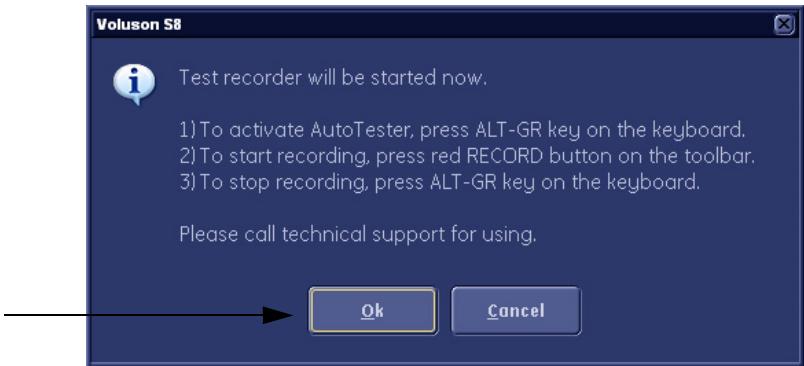 Voluson S8
Test recorder will be started now.
1) To activate AutoTester, press ALT-GR key on the keyboard.
2) To start recording, press red RECORD button on the toolbar.
3) To stop recording, press ALT-GR key on the keyboard.
Please call technical support for using.
Ok
Cancel